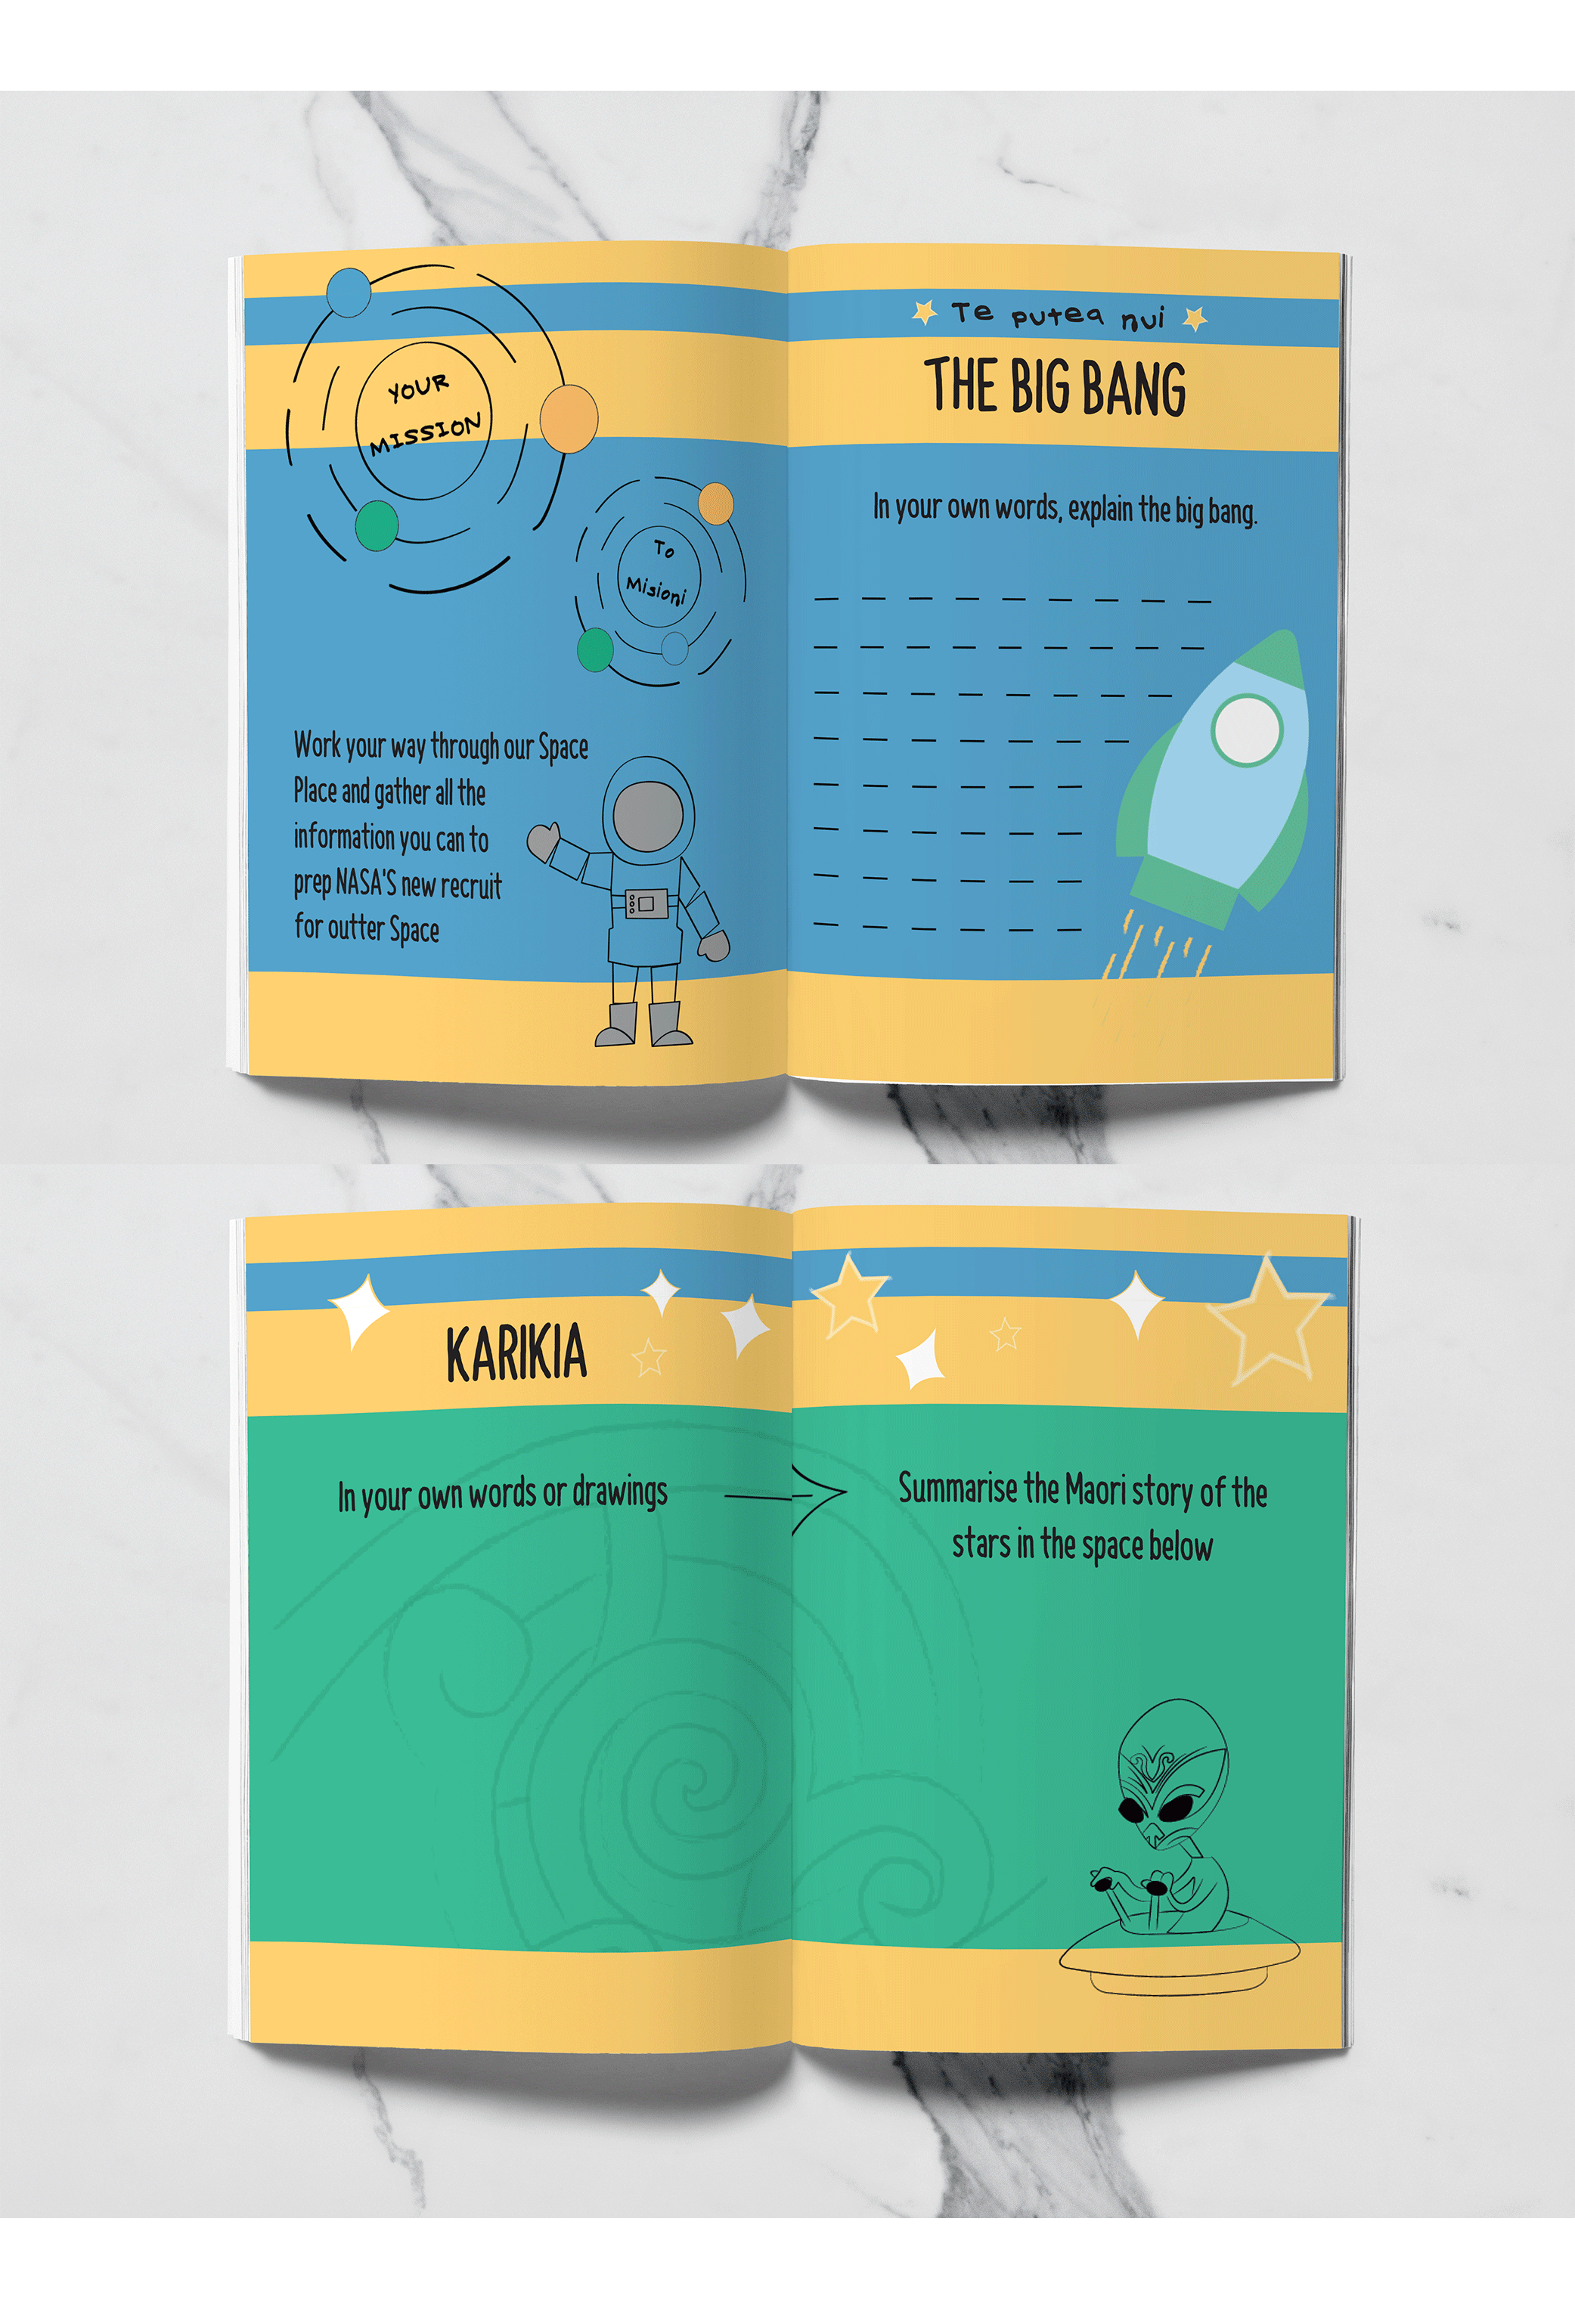 YOUR
MISSION
To
Misioni
Work your way through our Space
Place and gather all the
information you can to
prep NASA'S new recruit
for outter Space
Te putea nui
THE BIG BANG
In your own words, explain the big bang.
KARIKIA
In your own words or drawings
Summarise the Maori story of the
stars in the space below